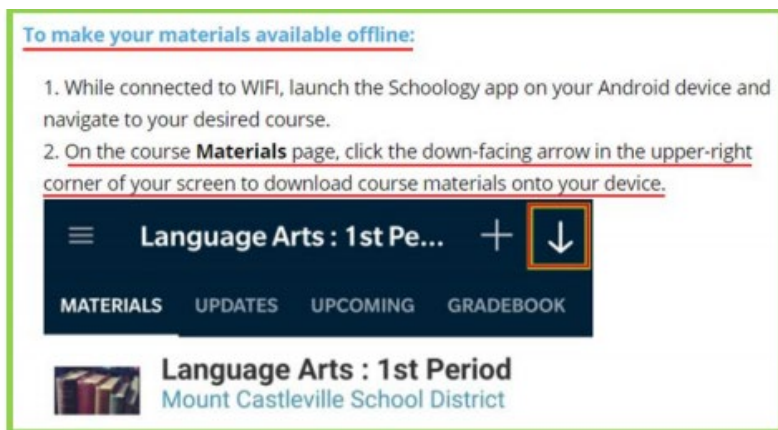 To make your materials available offline:
1. While connected to WIFI, launch the Schoology app on your Android device and
navigate to your desired course.
2. On the course Materials page, click the down-facing arrow in the upper-right
corner of your screen to download course materials onto your device.
Language Arts : 1st Pe...
MATERIALS UPDATES UPCOMING GRADEBOOK
Language Arts : 1st Period
Mount Castleville School District